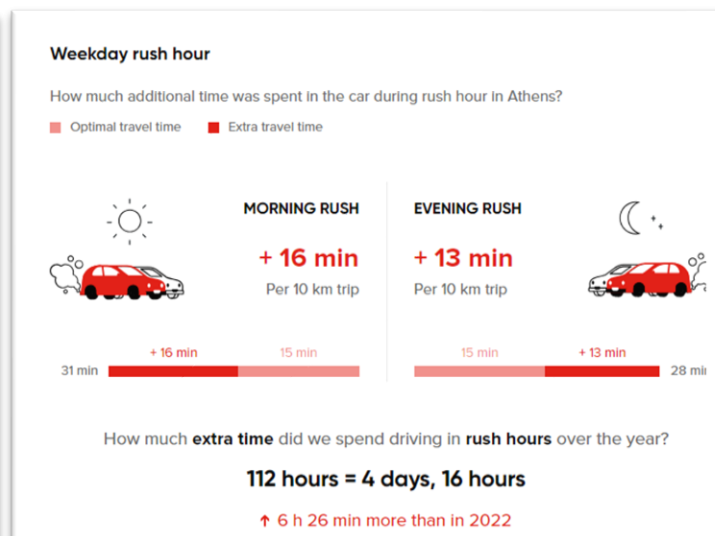 Weekday rush hour
How much additional time was spent in the car during rush hour in Athens?
Optimal travel time Extra travel time
MORNING RUSH
+ 16 min
Per 10 km trip
+ 16 min 15 min
31 min
EVENING RUSH
+ 13 min
Per 10 km trip
15 min + 13 min
28 min
How much extra time did we spend driving in rush hours over the year?
112 hours = 4 days, 16 hours
↑ 6 h 26 min more than in 2022